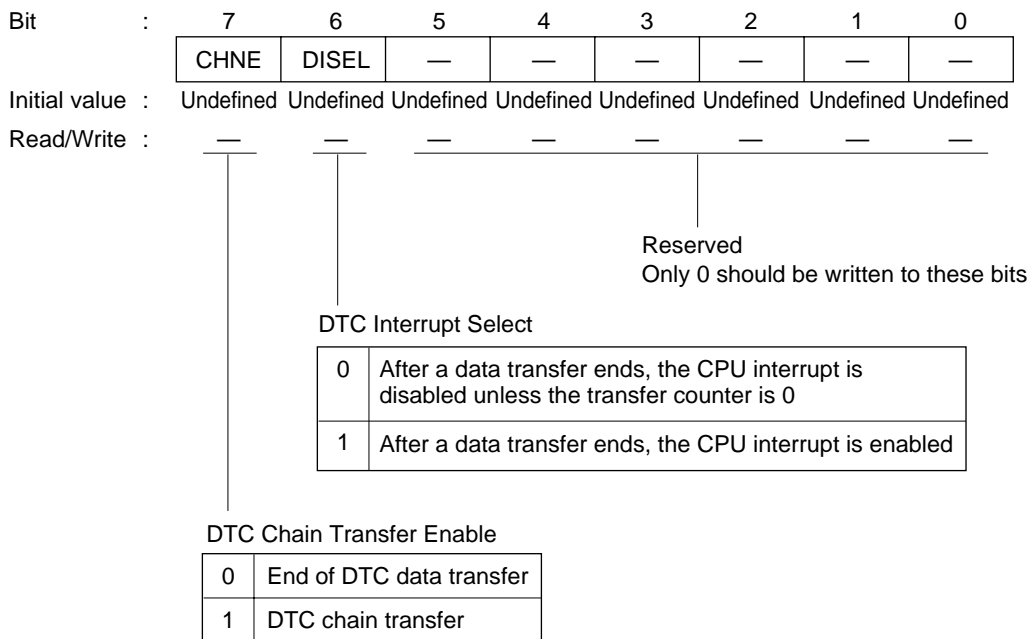 Bit : 7 6 5 4 3 2 1 0
CHNE DISEL — — — — — —
Initial value : Undefined Undefined Undefined Undefined Undefined Undefined Undefined Undefined
Read/Write : — — — — — — — —
Reserved
Only 0 should be written to these bits
DTC Interrupt Select
0 After a data transfer ends, the CPU interrupt is
disabled unless the transfer counter is 0
1 After a data transfer ends, the CPU interrupt is enabled
DTC Chain Transfer Enable
0 End of DTC data transfer
1 DTC chain transfer